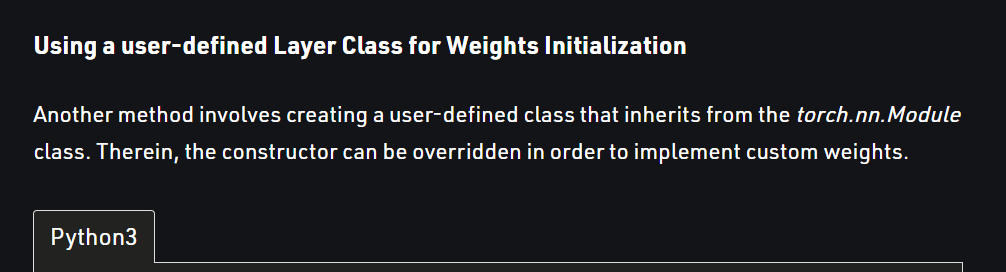 Using a user-defined Layer Class for Weights Initialization
Another method involves creating a user-defined class that inherits from the torch.nn.Module
class. Therein, the constructor can be overridden in order to implement custom weights.
Python3